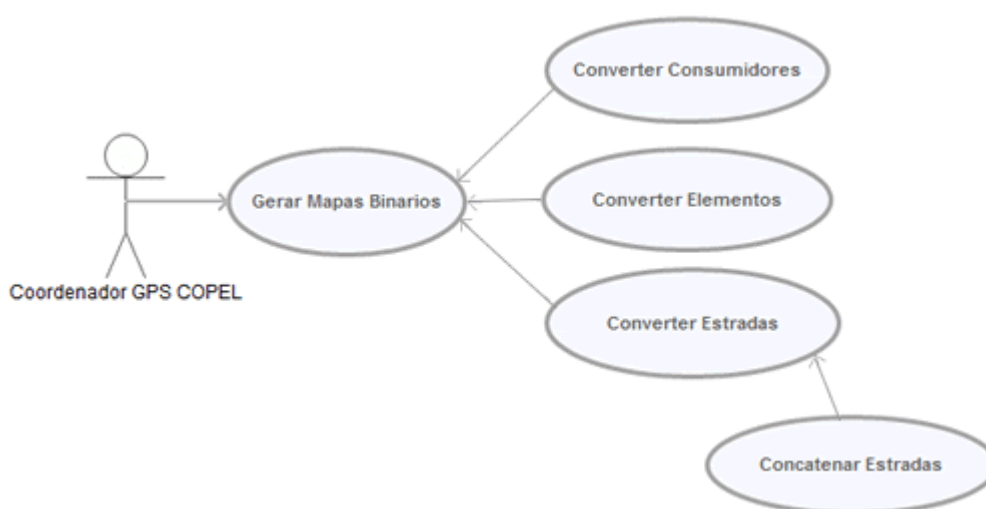 Converter Consumidores
Gerar Mapas Binarios
Converter Elementos
Coordenador GPS COPEL
Converter Estradas
Concatenar Estradas